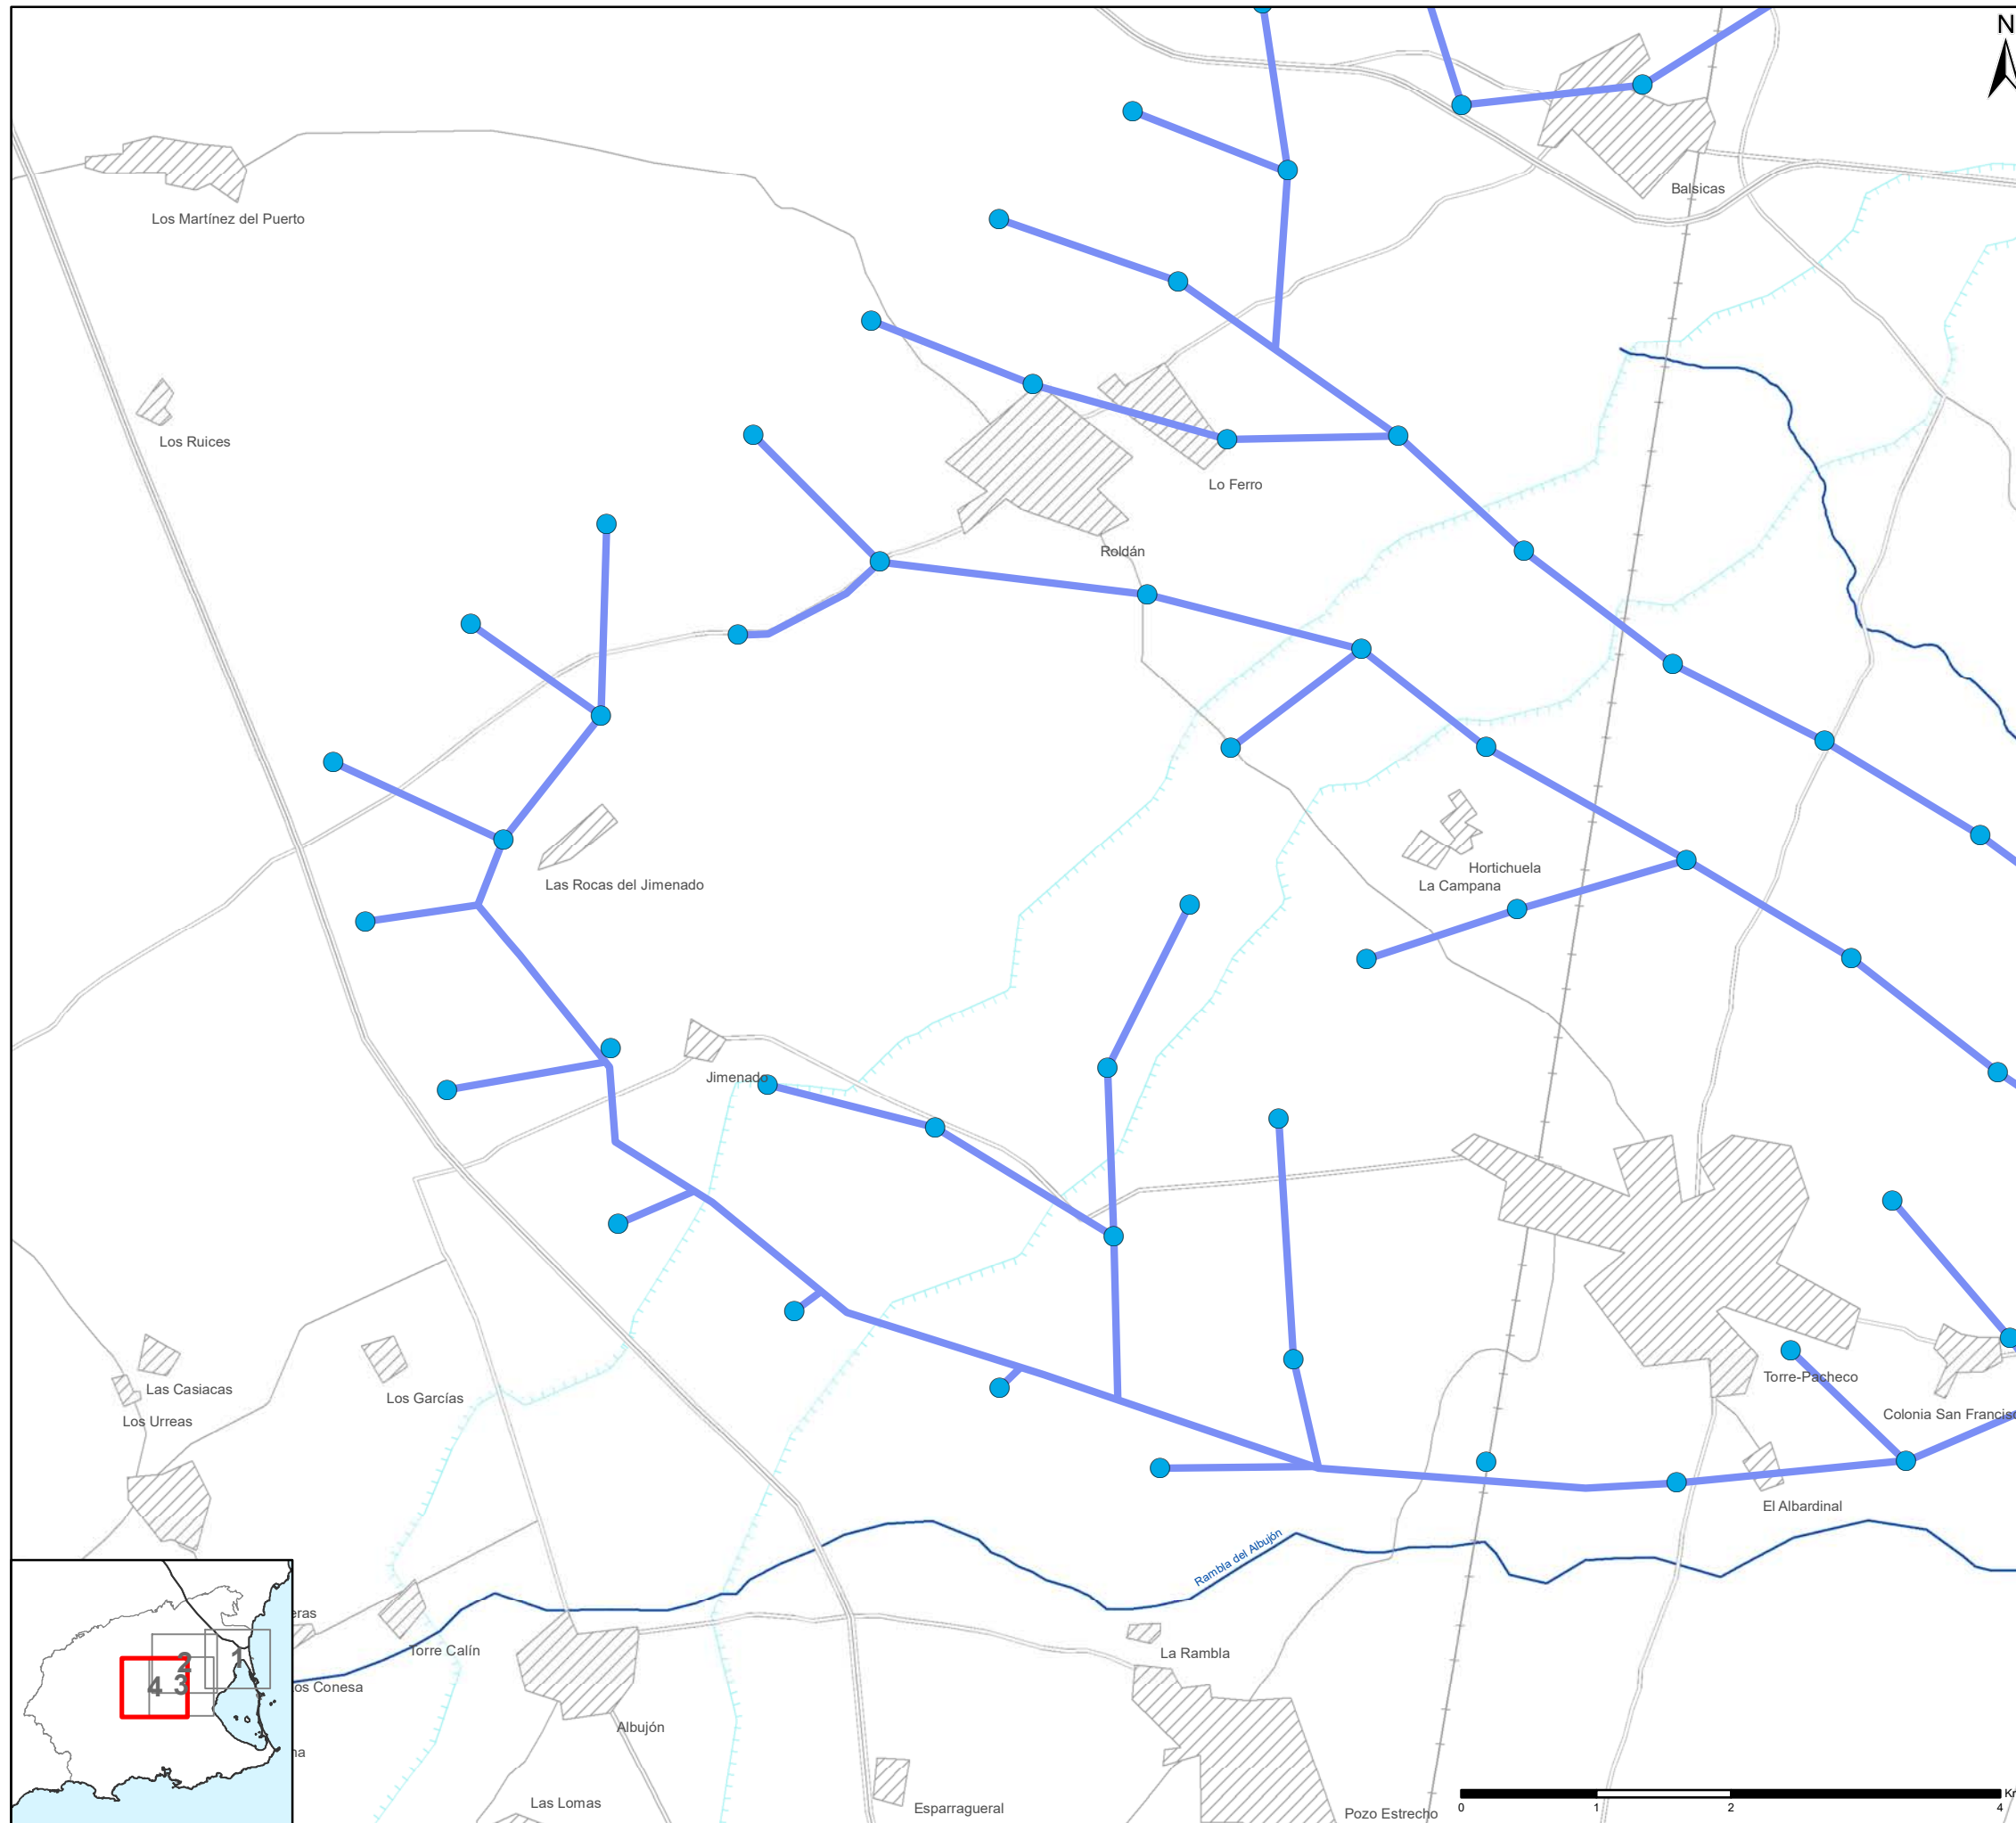 N
Balsicas
Los Martínez del Puerto
Los Ruices
Lo Ferro
Roldán
Hortichuela
La Campana
Las Rocas del Jimenado
Jimenado
Torre-Pacheco
Las Casiacas
Los Garcías
Los Urreas
Colonia San Francisc
El Albardinal
Rambla del Albujón
eras
Torre Calín
La Rambla
os Conesa
Albujón
na
Las Lomas
Esparragueral
Pozo Estrecho
1
2
3
4
0 1 2 4